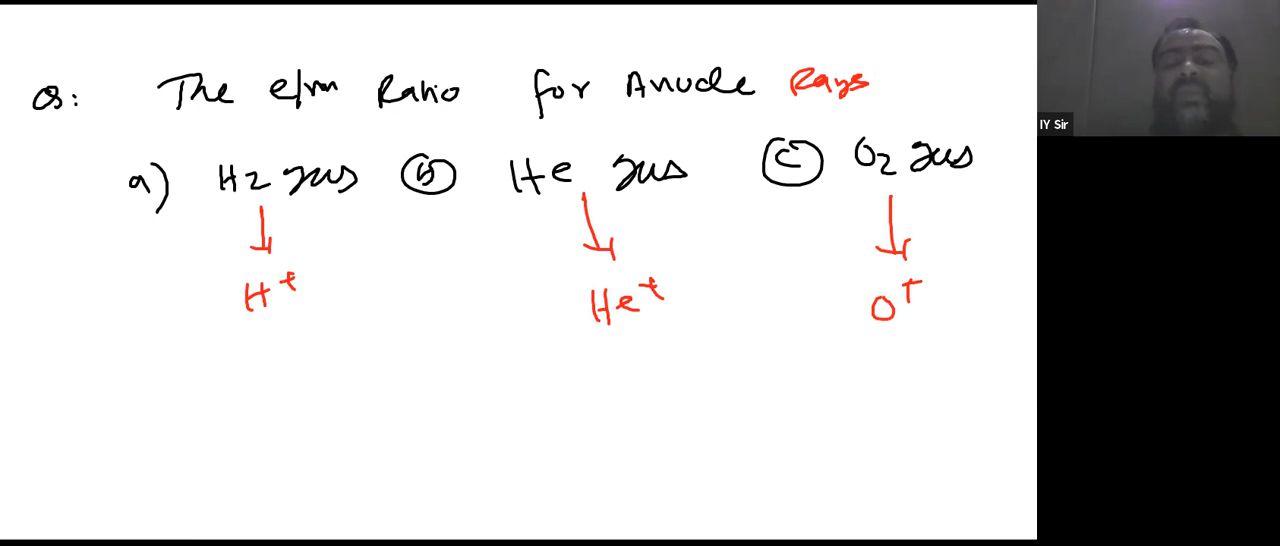 Q: The e/m Ratio for Anode Rays
a) H2 gas (b) He gas (c) O2 gas
H+ He+ O+
IY Sir